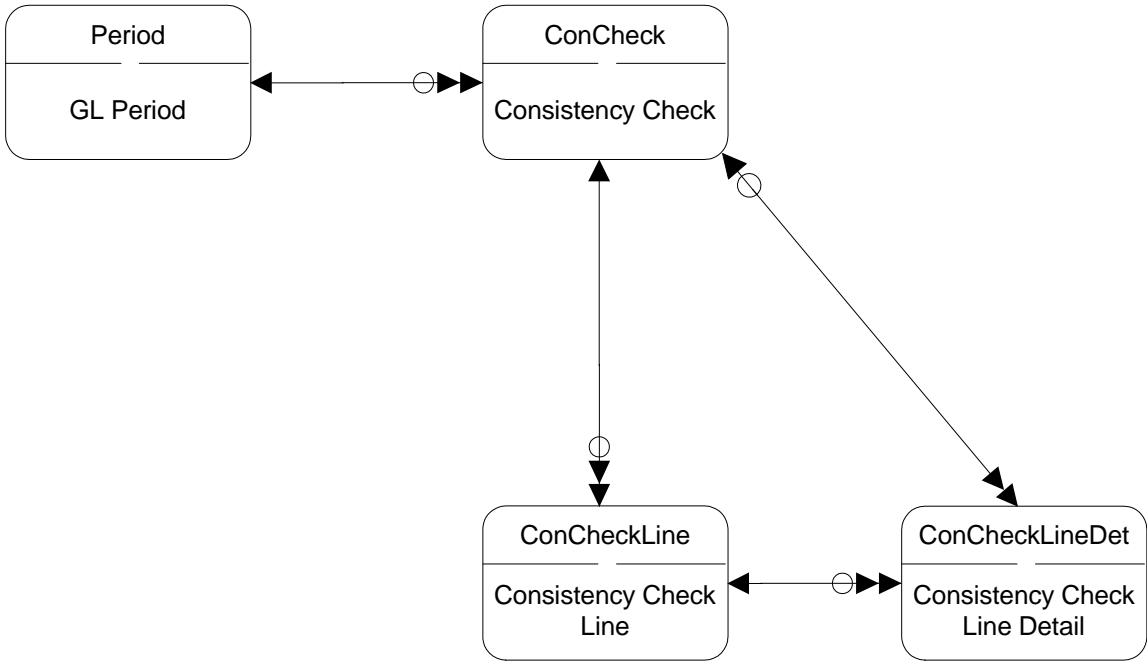 Period
GL Period
ConCheck
Consistency Check
ConCheckLine
Consistency Check
Line
ConCheckLineDet
Consistency Check
Line Detail